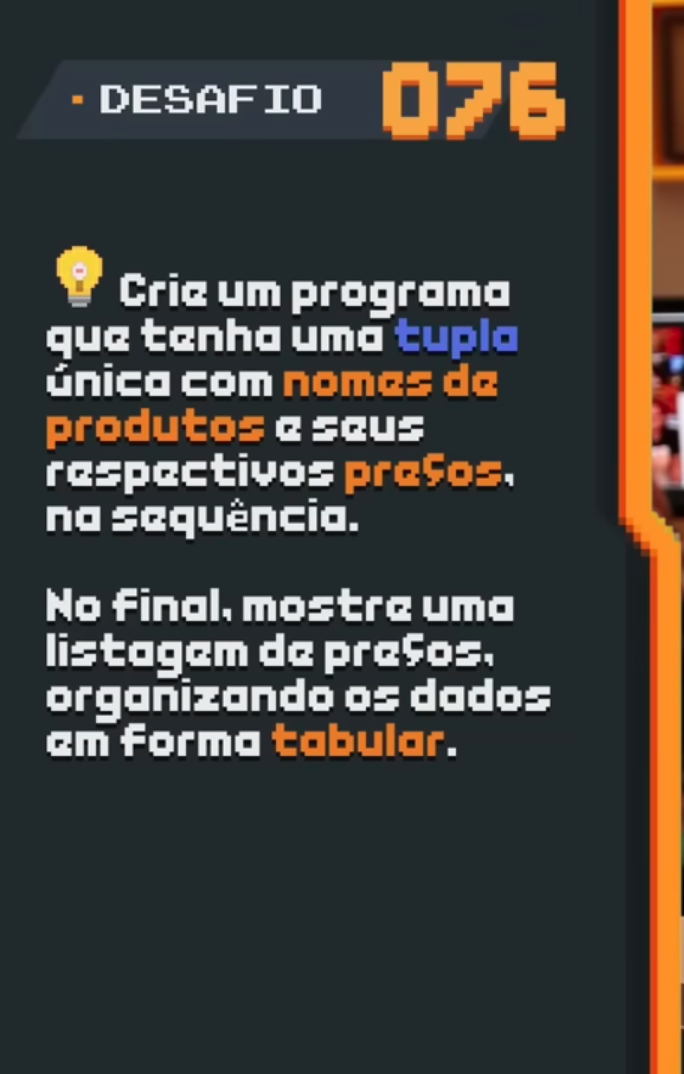 DESAFIO 076
Crie um programa
que tenha uma tupla
única com nomes de
produtos e seus
respectivos preços,
na sequência.
No final, mostre uma
listagem de preços,
organizando os dados
em forma tabular.